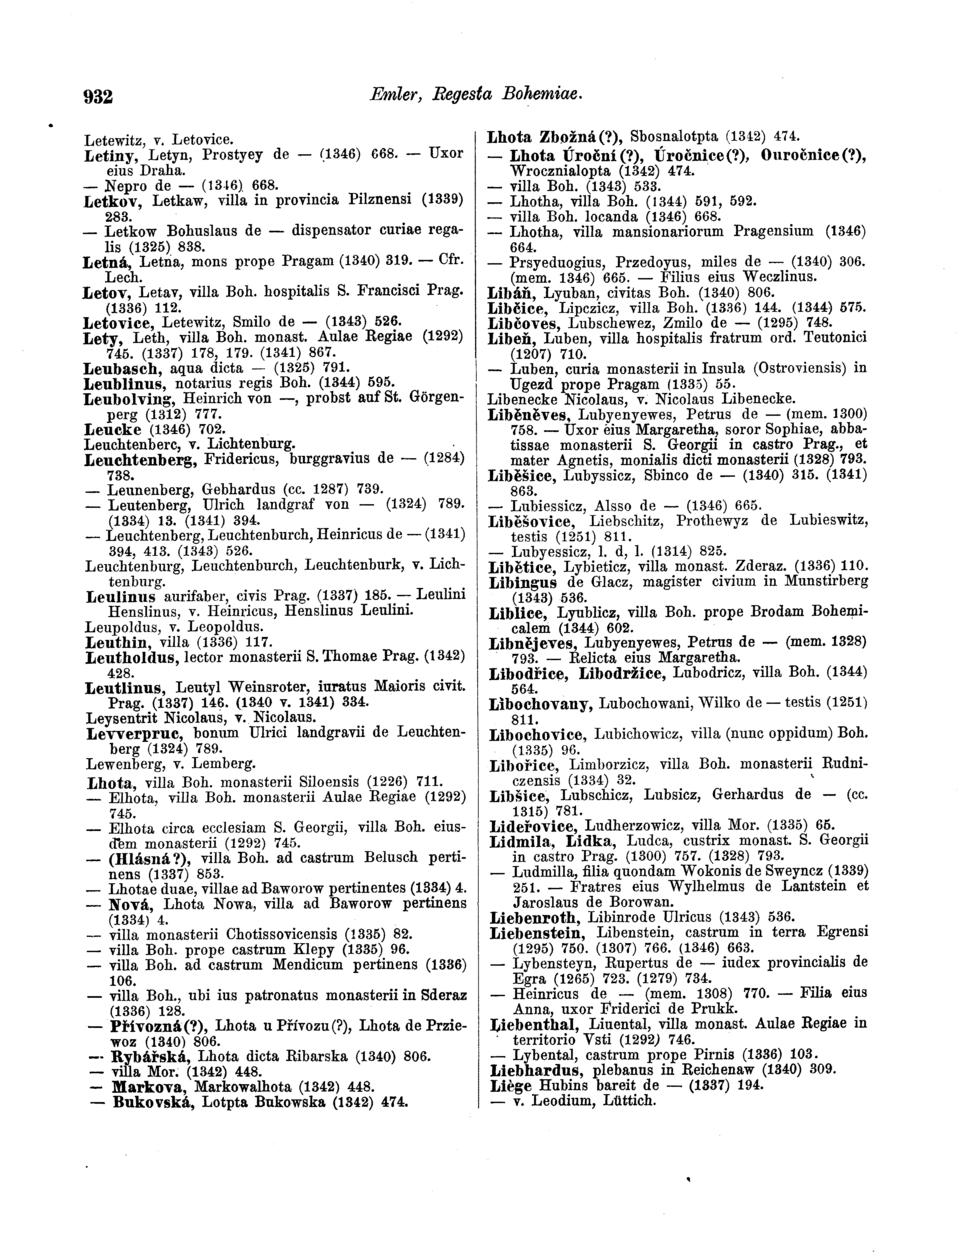 932
Emler, Regesta Bohemiae.
Letewitz, v. Letovice.
Letiny, Letyn, Prostyey de — (1346) 668. — Uxor
eius Draha.
— Nepro de — (1346) 668.
Letkov, Letkaw, villa in provincia Pilznensi (1339)
283.
— Letkow Bohuslaus de — dispensator curiae rega-
lis (1325) 838.
Letná, Letna, mons prope Pragam (1340) 319. — Cfr.
Lech.
Letov, Letav, villa Boh. hospitalis S. Francisci Prag.
(1336) 112.
Letovice, Letewitz, Smilo de — (1343) 526.
Lety, Leth, villa Boh. monast. Aulae Regiae (1292)
745. (1337) 178, 179. (1341) 867.
Leubasch, aqua dicta — (1325) 791.
Leublinus, notarius regis Boh. (1344) 595.
Leubolving, Heinrich von —, probst auf St. Görgen-
perg (1312) 777.
Leucke (1346) 702.
Leuchtenberc, v. Lichtenburg.
Leuchtenberg, Fridericus, burggravius de — (1284)
738.
— Leunenberg, Gebhardus (cc. 1287) 739.
— Leutenberg, Ulrich landgraf von — (1324) 789.
(1334) 13. (1341) 394.
— Leuchtenberg, Leuchtenburch, Heinricus de — (1341)
394, 413. (1343) 526.
Leuchtenburg, Leuchtenburch, Leuchtenburk, v. Lich-
tenburg.
Leulinus aurifaber, civis Prag. (1337) 185. — Leulini
Henslinus, v. Heinricus, Henslinus Leulini.
Leupoldus, v. Leopoldus.
Leuthin, villa (1336) 117.
Leutholdus, lector monasterii S. Thomae Prag. (1342)
428.
Leutlinus, Leutyl Weinsroter, iuratus Maioris civit.
Prag. (1337) 146. (1340 v. 1341) 334.
Leysentrit Nicolaus, v. Nicolaus.
Levverpruc, bonum Ulrici landgravii de Leuchten-
berg (1324) 789.
Lewenberg, v. Lemberg.
Lhota, villa Boh. monasterii Siloensis (1226) 711.
— Elhota, villa Boh. monasterii Aulae Regiae (1292)
745.
— Elhota circa ecclesiam S. Georgii, villa Boh. eius-
dem monasterii (1292) 745.
— (Hlásná?), villa Boh. ad castrum Belusch perti-
nens (1337) 853.
— Lhotae duae, villae ad Baworow pertinentes (1334) 4.
— Nová, Lhota Nowa, villa ad Baworow pertinens
(1334) 4.
— villa monasterii Chotissovicensis (1335) 82.
— villa Boh. prope castrum Klepy (1335) 96.
— villa Boh. ad castrum Mendicum pertinens (1336)
106.
— villa Boh., ubi ius patronatus monasterii in Sderaz
(1336) 128.
— Přívozná(?), Lhota u Přívozu(?), Lhota de Przie-
woz (1340) 806.
— Rybářská, Lhota dicta Ribarska (1340) 806.
— villa Mor. (1342) 448.
— Markova, Markowalhota (1342) 448.
— Bukovská, Lotpta Bukowska (1342) 474.
Lhota Zbožná(?), Sbosnalotpta (1342) 474.
— Lhota Úroční(?), Úročnice(?), Ouročnice(?),
Wrocznialopta (1342) 474.
— villa Boh. (1343) 533.
— Lhotha, villa Boh. (1344) 591, 592.
— villa Boh. locanda (1346) 668.
— Lhotha, villa mansionariorum Pragensium (1346)
664.
— Prsyeduogius, Przedoyus, miles de — (1340) 306.
(mem. 1346) 665. — Filius eius Weczlinus.
Libáň, Lyuban, civitas Boh. (1340) 806.
Libčice, Lipczicz, villa Boh. (1336) 144. (1344) 575.
Libčoves, Lubschewez, Zmilo de — (1295) 748.
Libeň, Luben, villa hospitalis fratrum ord. Teutonici
(1207) 710.
— Luben, curia monasterii in Insula (Ostroviensis) in
Ugezd prope Pragam (1335) 55.
Libenecke Nicolaus, v. Nicolaus Libenecke.
Liběněves, Lubyenyewes, Petrus de — (mem. 1300)
758. — Uxor eius Margaretha, soror Sophiae, abba-
tissae monasterii S. Georgii in castro Prag., et
mater Agnetis, monialis dicti monasterii (1328) 793.
Liběšice, Lubyssicz, Sbinco de — (1340) 315. (1341)
863.
— Lubiessicz, Alsso de — (1346) 665.
Liběšovice, Liebschitz, Prothewyz de Lubieswitz,
testis (1251) 811.
— Lubyessicz, l. d, l. (1314) 825.
Libětice, Lybieticz, villa monast. Zderaz. (1336) 110.
Libingus de Glacz, magister civium in Munstirberg
(1343) 536.
Liblice, Lyublicz, villa Boh. prope Brodam Bohemi-
calem (1344) 602.
Libnějeves, Lubyenyewes, Petrus de — (mem. 1328)
793. — Relicta eius Margaretha.
Libodřice, Libodržice, Lubodricz, villa Boh. (1344)
564.
Libochovany, Lubochowani, Wilko de — testis (1251)
811.
Libochovice, Lubichowicz, villa (nunc oppidum) Boh.
(1335) 96.
Libořice, Limborzicz, villa Boh. monasterii Rudni-
czensis (1334) 32.
Libšice, Lubschicz, Lubsicz, Gerhardus de — (cc.
1315) 781.
Lideřovice, Ludherzowicz, villa Mor. (1335) 65.
Lidmila, Lidka, Ludca, custrix monast. S. Georgii
in castro Prag. (1300) 757. (1328) 793.
— Ludmilla, filia quondam Wokonis de Sweyncz (1339)
251. — Fratres eius Wylhelmus de Lantstein et
Jaroslaus de Borowan.
Liebenroth, Libinrode Ulricus (1343) 536.
Liebenstein, Libenstein, castrum in terra Egrensi
(1295) 750. (1307) 766. (1346) 663.
— Lybensteyn, Rupertus de — iudex provincialis de
Egra (1265) 723. (1279) 734.
— Heinricus de — (mem. 1308) 770. — Filia eius
Anna, uxor Friderici de Prukk.
Liebenthal, Liuental, villa monast. Aulae Regiae in
territorio Vsti (1292) 746.
— Lybental, castrum prope Pirnis (1336) 103.
Liebhardus, plebanus in Reichenaw (1340) 309.
Liège Hubins bareit de — (1337) 194.
— v. Leodium, Lüttich.